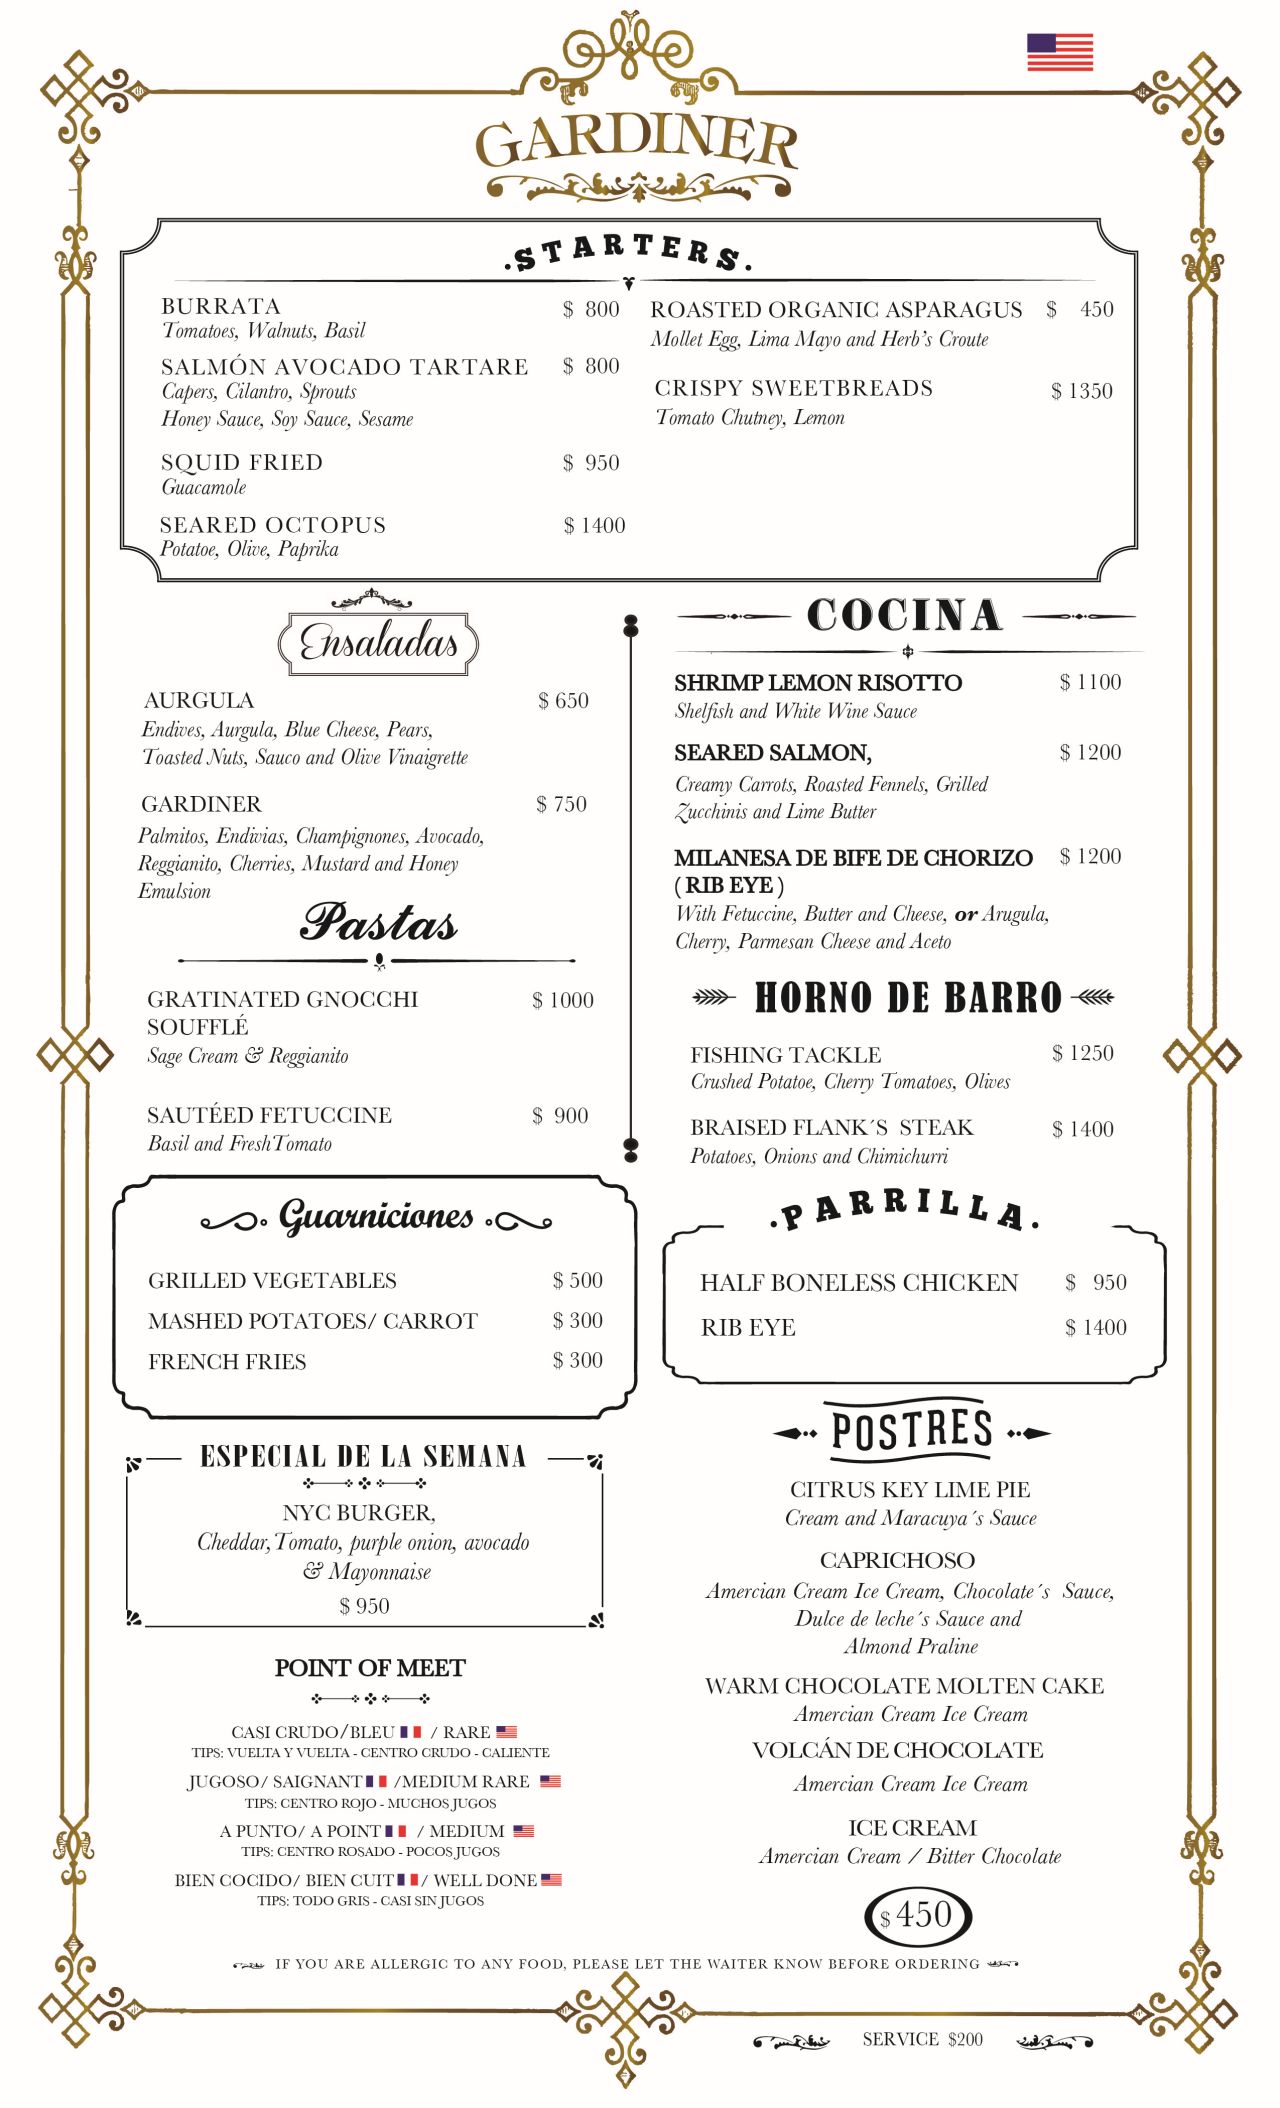 GARDINER
.STARTERS.
BURRATA $ 800
Tomatoes, Walnuts, Basil
SALMÓN AVOCADO TARTARE $ 800
Capers, Cilantro, Sprouts
Honey Sauce, Soy Sauce, Sesame
SQUID FRIED $ 950
Guacamole
SEARED OCTOPUS $ 1400
Potatoe, Olive, Paprika
ROASTED ORGANIC ASPARAGUS $ 450
Mollet Egg, Lima Mayo and Herb's Croute
CRISPY SWEETBREADS $ 1350
Tomato Chutney, Lemon
Ensaladas
AURGULA $ 650
Endives, Aurgula, Blue Cheese, Pears,
Toasted Nuts, Sauco and Olive Vinaigrette
GARDINER $ 750
Palmitos, Endivias, Champignones, Avocado,
Reggianito, Cherries, Mustard and Honey
Emulsion
Pastas
GRATINATED GNOCCHI $ 1000
SOUFFLÉ
Sage Cream & Reggianito
SAUTÉED FETUCCINE $ 900
Basil and FreshTomato
Guarniciones
GRILLED VEGETABLES $ 500
MASHED POTATOES/ CARROT $ 300
FRENCH FRIES $ 300
ESPECIAL DE LA SEMANA
NYC BURGER,
Cheddar, Tomato, purple onion, avocado
& Mayonnaise
$ 950
POINT OF MEET
CASI CRUDO/BLEU / RARE
TIPS: VUELTA Y VUELTA - CENTRO CRUDO - CALIENTE
JUGOSO/ SAIGNANT /MEDIUM RARE
TIPS: CENTRO ROJO - MUCHOS JUGOS
A PUNTO/ A POINT / MEDIUM
TIPS: CENTRO ROSADO - POCOS JUGOS
BIEN COCIDO/ BIEN CUIT / WELL DONE
TIPS: TODO GRIS - CASI SIN JUGOS
COCINA
SHRIMP LEMON RISOTTO $ 1100
Shelfish and White Wine Sauce
SEARED SALMON, $ 1200
Creamy Carrots, Roasted Fennels, Grilled
Zucchinis and Lime Butter
MILANESA DE BIFE DE CHORIZO $ 1200
( RIB EYE )
With Fetuccine, Butter and Cheese, or Arugula,
Cherry, Parmesan Cheese and Aceto
HORNO DE BARRO
FISHING TACKLE $ 1250
Crushed Potatoe, Cherry Tomatoes, Olives
BRAISED FLANK´S STEAK $ 1400
Potatoes, Onions and Chimichurri
.PARRILLA.
HALF BONELESS CHICKEN $ 950
RIB EYE $ 1400
POSTRES
CITRUS KEY LIME PIE
Cream and Maracuya´s Sauce
CAPRICHOSO
Amercian Cream Ice Cream, Chocolate´s Sauce,
Dulce de leche´s Sauce and
Almond Praline
WARM CHOCOLATE MOLTEN CAKE
Amercian Cream Ice Cream
VOLCÁN DE CHOCOLATE
Amercian Cream Ice Cream
ICE CREAM
Amercian Cream / Bitter Chocolate
$ 450
IF YOU ARE ALLERGIC TO ANY FOOD, PLEASE LET THE WAITER KNOW BEFORE ORDERING
SERVICE $200